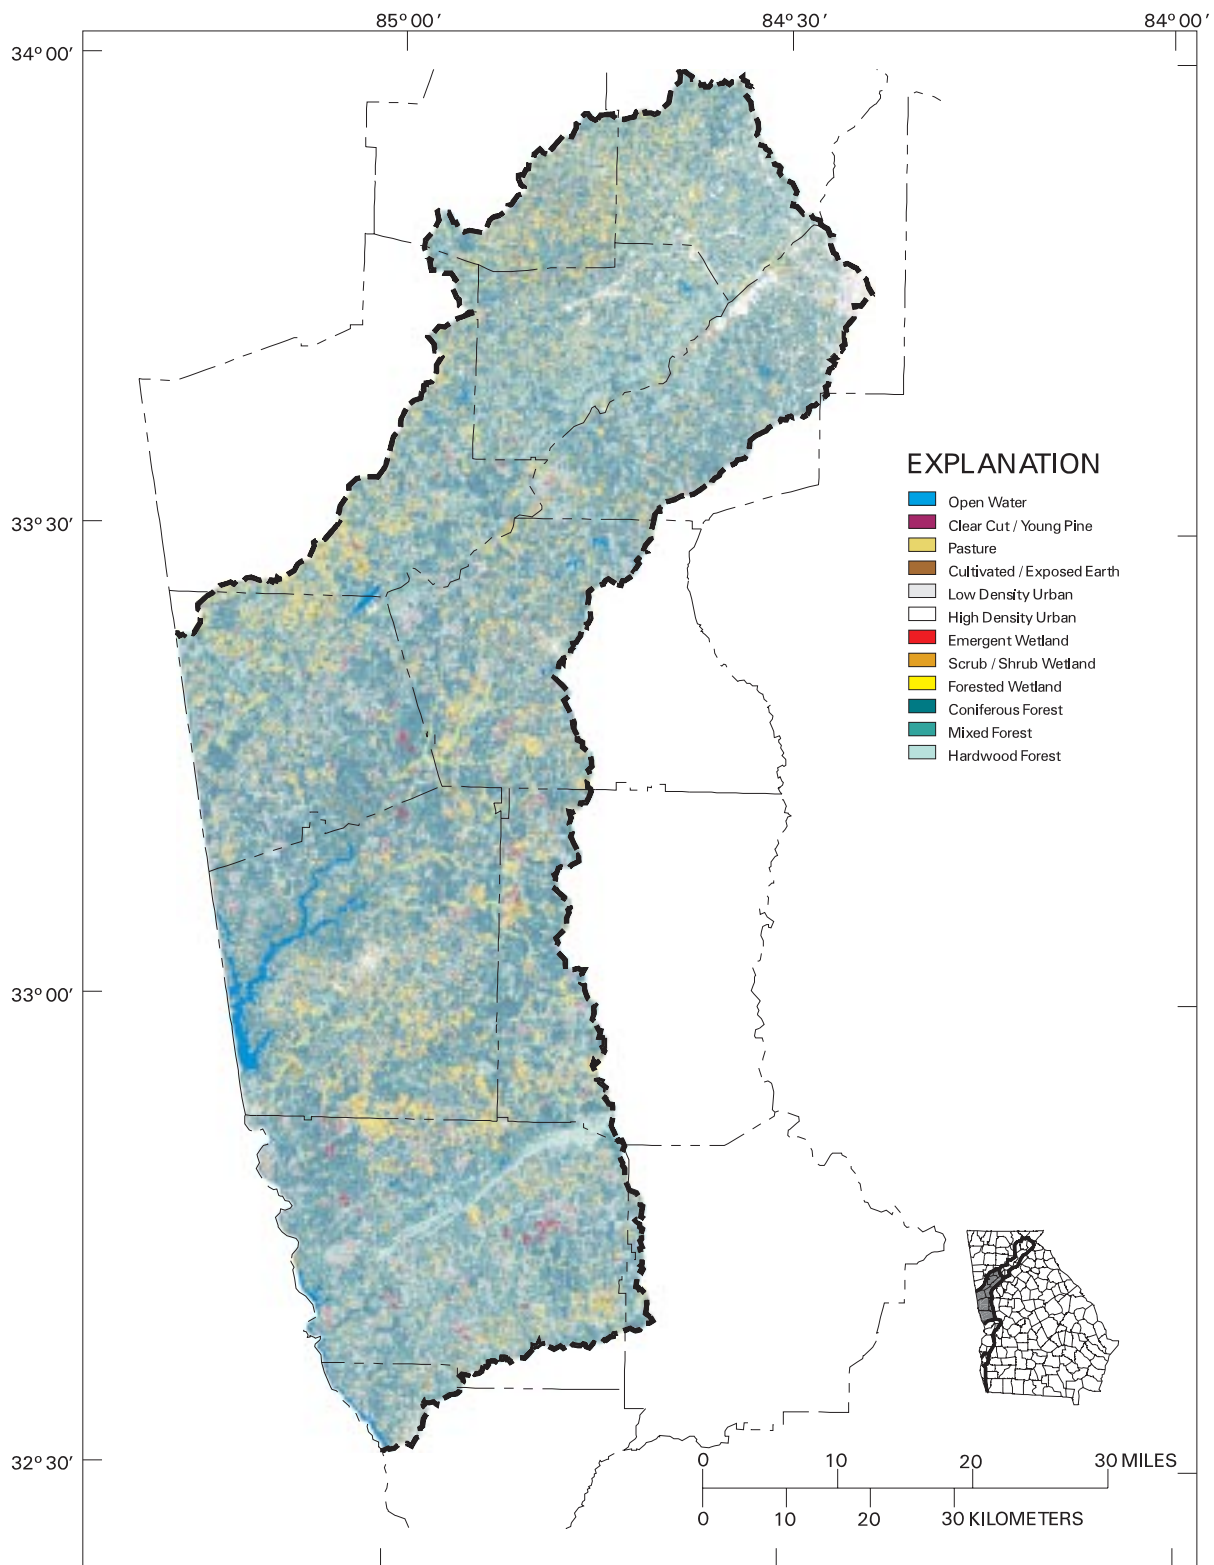 85°00’ 84°30’ 84°00’
34°00’
EXPLANATION
Open Water
Clear Cut / Young Pine
33°30’
Pasture
Cultivated / Exposed Earth
Low Density Urban
High Density Urban
Emergent Wetland
Scrub / Shrub Wetland
Forested Wetland
Coniferous Forest
Mixed Forest
Hardwood Forest
33°00’
32°30’
0 10 20 30 MILES
0 10 20 30 KILOMETERS